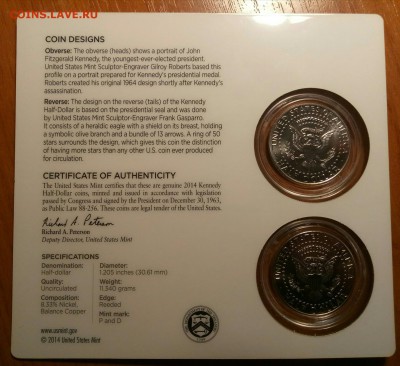 COINS.LAVE.RU
COIN DESIGNS
Obverse: The obverse (heads) shows a portrait of John
Fitzgerald Kennedy, the youngest-ever-elected president.
United States Mint Sculptor-Engraver Gilroy Roberts based
this profile on a portrait prepared for Kennedy's presidential medal.
Roberts created his original 1964 design shortly after Kennedy's
assassination.
Reverse: The design on the reverse (tails) of the Kennedy
Half-Dollar is based on the presidential seal and was done
by United States Mint Sculptor-Engraver Frank Gasparro.
It consists of a heraldic eagle with a shield on its breast, holding
a symbolic olive branch and a bundle of 13 arrows. A ring of 50
stars surrounds the design, which gives this coin the distinction
of having more stars than any other U.S. coin ever produced
for circulation.
CERTIFICATE OF AUTHENTICITY
The United States Mint certifies that these are genuine 2014 Kennedy
Half-Dollar coins, minted and issued in accordance with legislation
passed by Congress and signed by the President on December 30, 1963,
as Public Law 88-256. These coins are legal tender of the United States.
Richard A. Peterson
Richard A. Peterson
Deputy Director, United States Mint
SPECIFICATIONS
Denomination:
Half-dollar
Quality:
Uncirculated
Composition:
8.33% Nickel,
Balance Copper
Diameter:
1.205 inches (30.61 mm)
Weight:
11.340 grams
Edge:
Reeded
Mint mark:
P and D
www.usmint.gov
© 2014 United States Mint